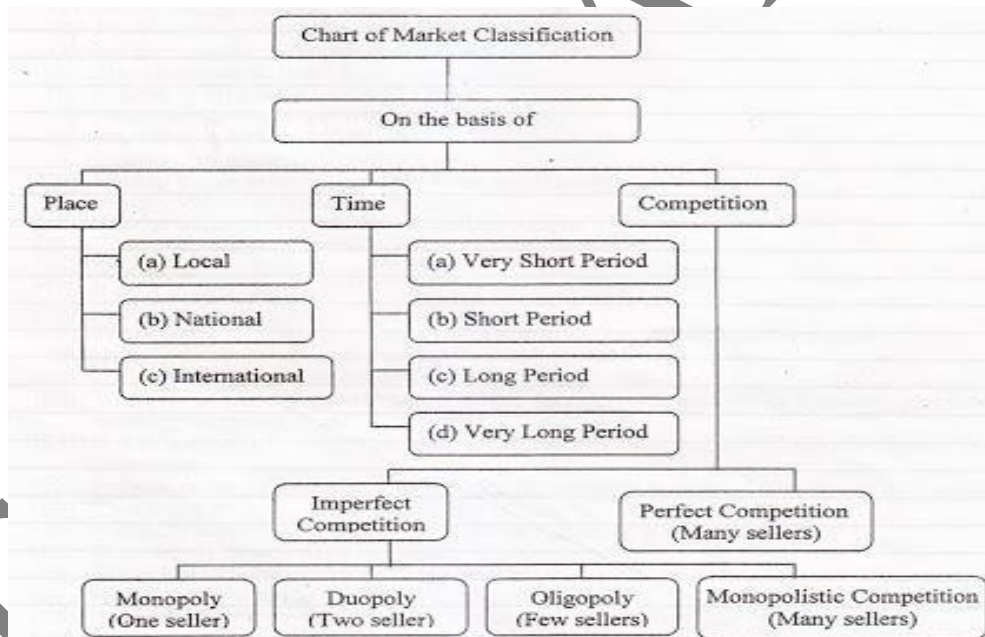 Chart of Market Classification
On the basis of
Place
Time
Competition
(a) Local
(b) National
(c) International
(a) Very Short Period
(b) Short Period
(c) Long Period
(d) Very Long Period
Imperfect
Competition
Perfect Competition
(Many sellers)
Monopoly
(One seller)
Duopoly
(Two seller)
Oligopoly
(Few sellers)
Monopolistic Competition
(Many sellers)